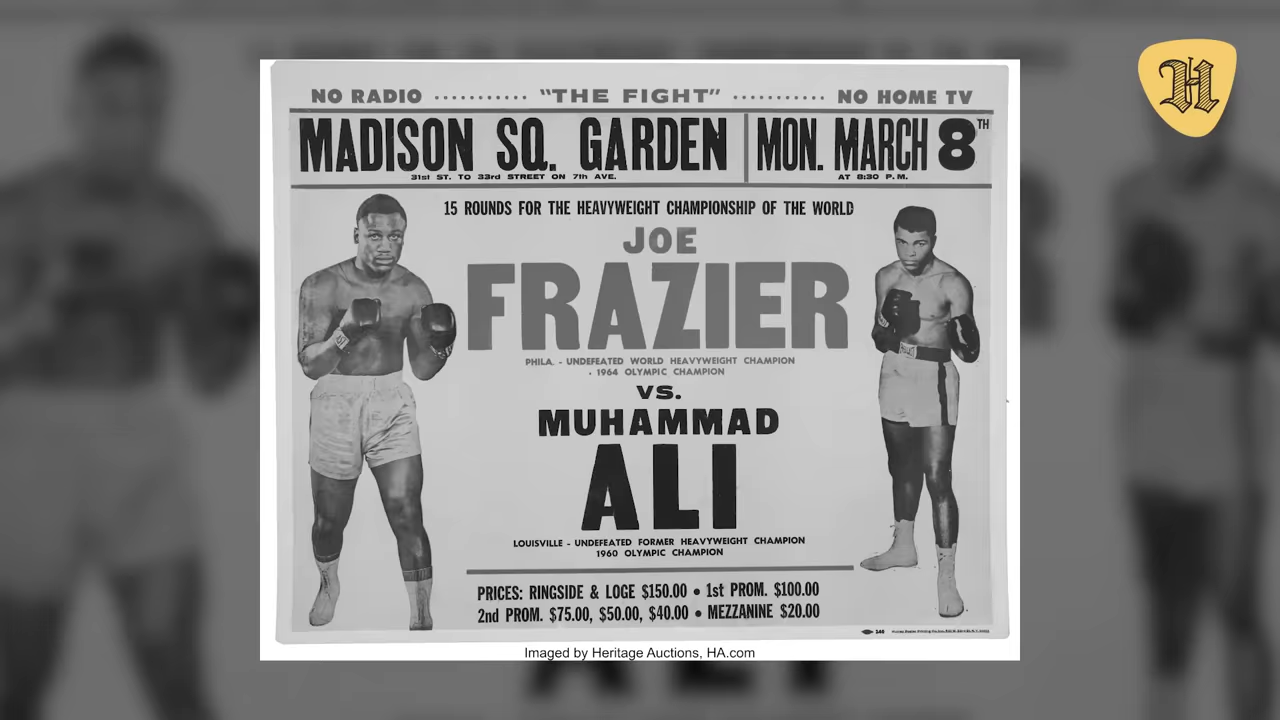 NO RADIO ........... "THE FIGHT" ........... NO HOME TV
MADISON SQ. GARDEN
31st ST. TO 33rd STREET ON 7th AVE.
MON. MARCH 8TH
AT 8:30 P.M.
15 ROUNDS FOR THE HEAVYWEIGHT CHAMPIONSHIP OF THE WORLD
JOE
FRAZIER
PHILA. - UNDEFEATED WORLD HEAVYWEIGHT CHAMPION
- 1964 OLYMPIC CHAMPION
VS.
MUHAMMAD
ALI
LOUISVILLE - UNDEFEATED FORMER HEAVYWEIGHT CHAMPION
1960 OLYMPIC CHAMPION
PRICES: RINGSIDE & LOGE $150.00 • 1st PROM. $100.00
2nd PROM. $75.00, $50.00, $40.00 • MEZZANINE $20.00
Imaged by Heritage Auctions, HA.com
H